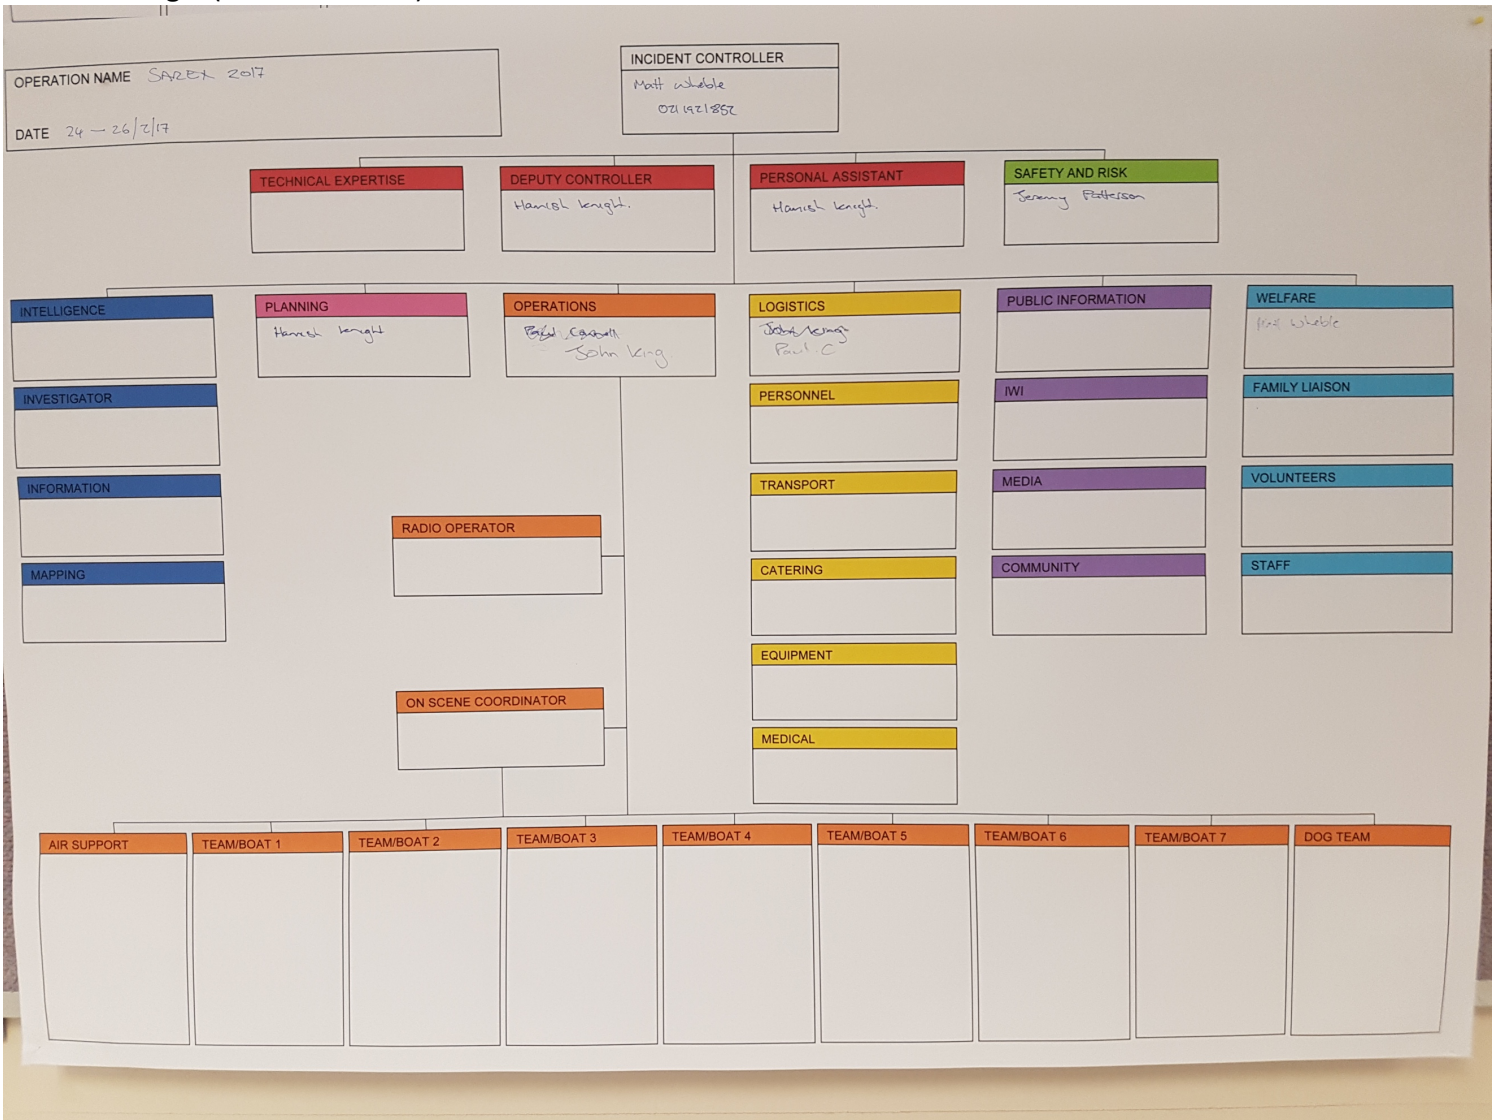 OPERATION NAME SAREX 2017
DATE 24 - 26/2/17
INCIDENT CONTROLLER
Matt Wheble
021921852
TECHNICAL EXPERTISE
DEPUTY CONTROLLER
Hamish Knight.
PERSONAL ASSISTANT
Hamish Knight.
SAFETY AND RISK
Jeremy Patterson
INTELLIGENCE
PLANNING
Hamish Knight
OPERATIONS
John King
LOGISTICS
John King
Paul C
PUBLIC INFORMATION
WELFARE
Wheble
INVESTIGATOR
PERSONNEL
IWI
FAMILY LIAISON
INFORMATION
TRANSPORT
MEDIA
VOLUNTEERS
RADIO OPERATOR
MAPPING
CATERING
COMMUNITY
STAFF
EQUIPMENT
ON SCENE COORDINATOR
MEDICAL
AIR SUPPORT
TEAM/BOAT 1
TEAM/BOAT 2
TEAM/BOAT 3
TEAM/BOAT 4
TEAM/BOAT 5
TEAM/BOAT 6
TEAM/BOAT 7
DOG TEAM